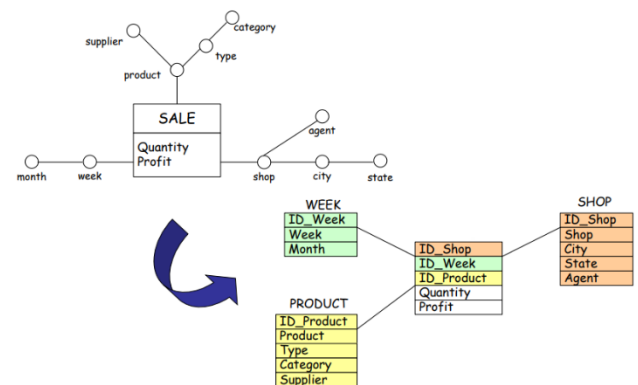 category
supplier
type
product
SALE
Quantity
Profit
agent
month
week
shop
city
state
WEEK
ID_Week
Week
Month
SHOP
ID_Shop
Shop
City
State
Agent
ID_Shop
ID_Week
ID_Product
Quantity
Profit
PRODUCT
ID_Product
Product
Type
Category
Supplier